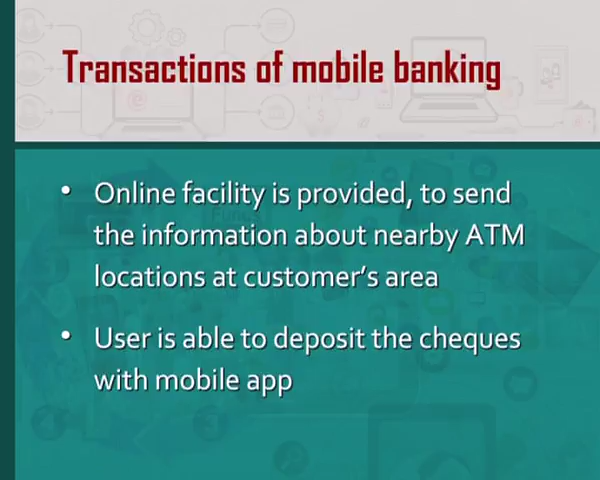 Transactions of mobile banking
• Online facility is provided, to send
the information about nearby ATM
locations at customer's area
• User is able to deposit the cheques
with mobile app